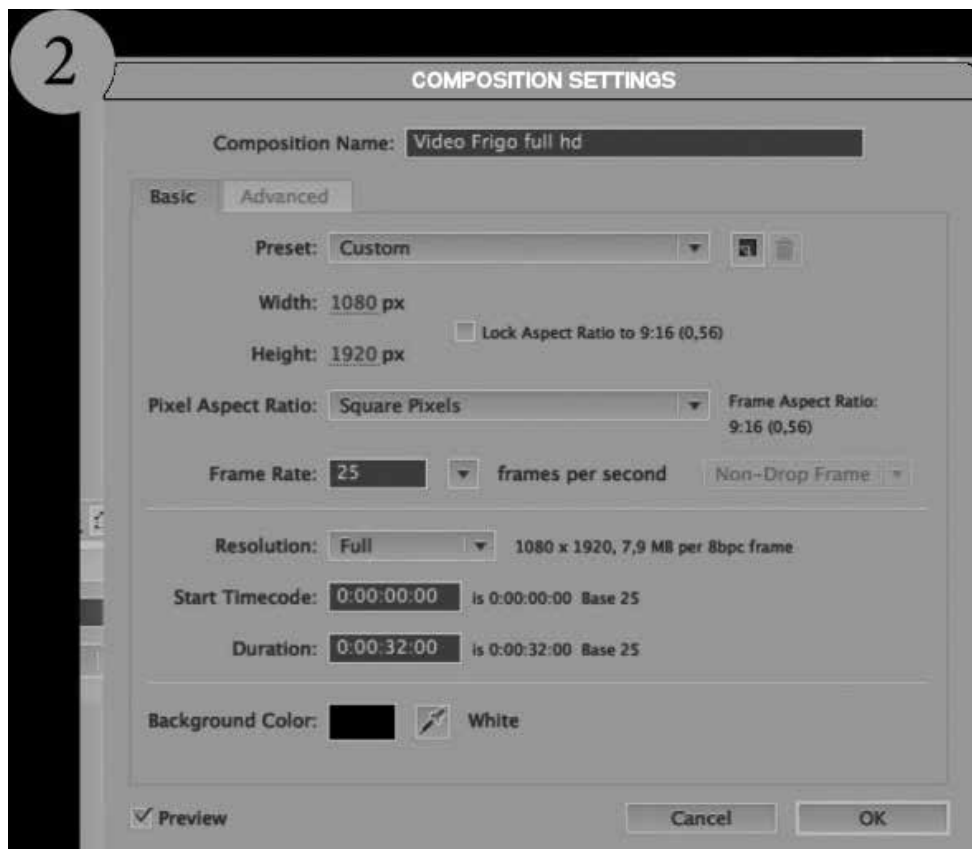 2
COMPOSITION SETTINGS
Composition Name: Video Frigo full hd
Basic Advanced
Preset: Custom
Width: 1080 px
Lock Aspect Ratio to 9:16 (0,56)
Height: 1920 px
Pixel Aspect Ratio: Square Pixels
Frame Aspect Ratio:
9:16 (0,56)
Frame Rate: 25 frames per second Non-Drop Frame
Resolution: Full 1080 x 1920, 7,9 MB per 8bpc frame
Start Timecode: 0:00:00:00 is 0:00:00:00 Base 25
Duration: 0:00:32:00 is 0:00:32:00 Base 25
Background Color: White
Preview Cancel OK